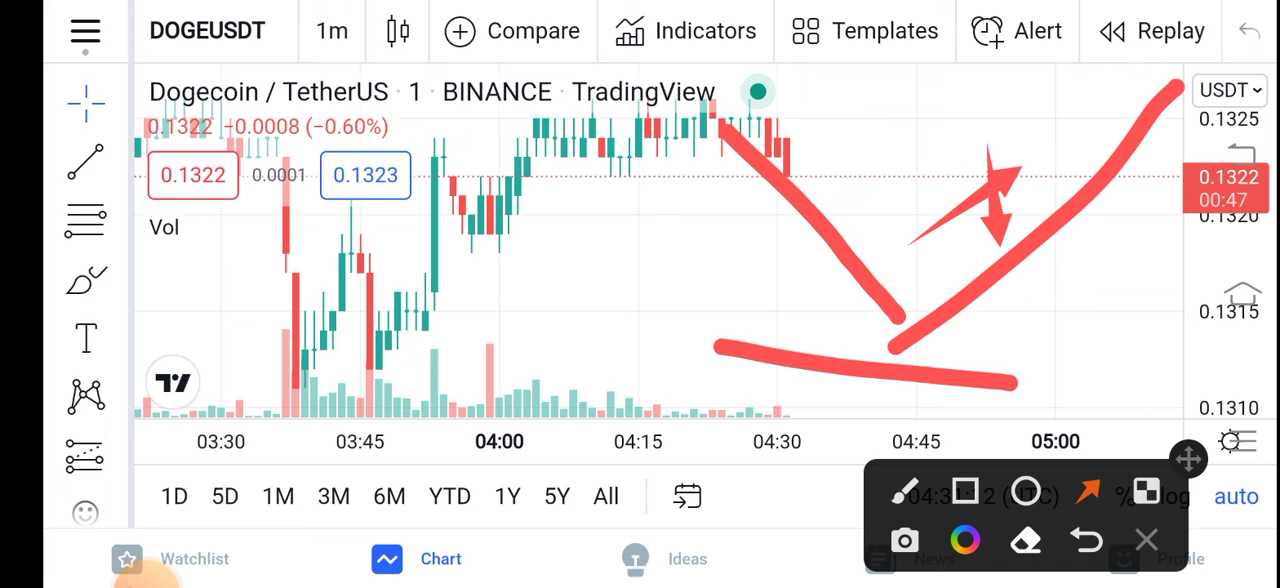 DOGEUSDT 1m Compare Indicators Templates Alert Replay
Dogecoin / TetherUS · 1 · BINANCE · TradingView
USDT
0.1322 −0.0008 (−0.60%)
0.1325
0.1322 0.0001 0.1323
0.1322
00:47
0.1320
Vol
0.1315
0.1310
03:30 03:45 04:00 04:15 04:30 04:45 05:00
1D 5D 1M 3M 6M YTD 1Y 5Y All % log auto
Watchlist Chart Ideas News Profile